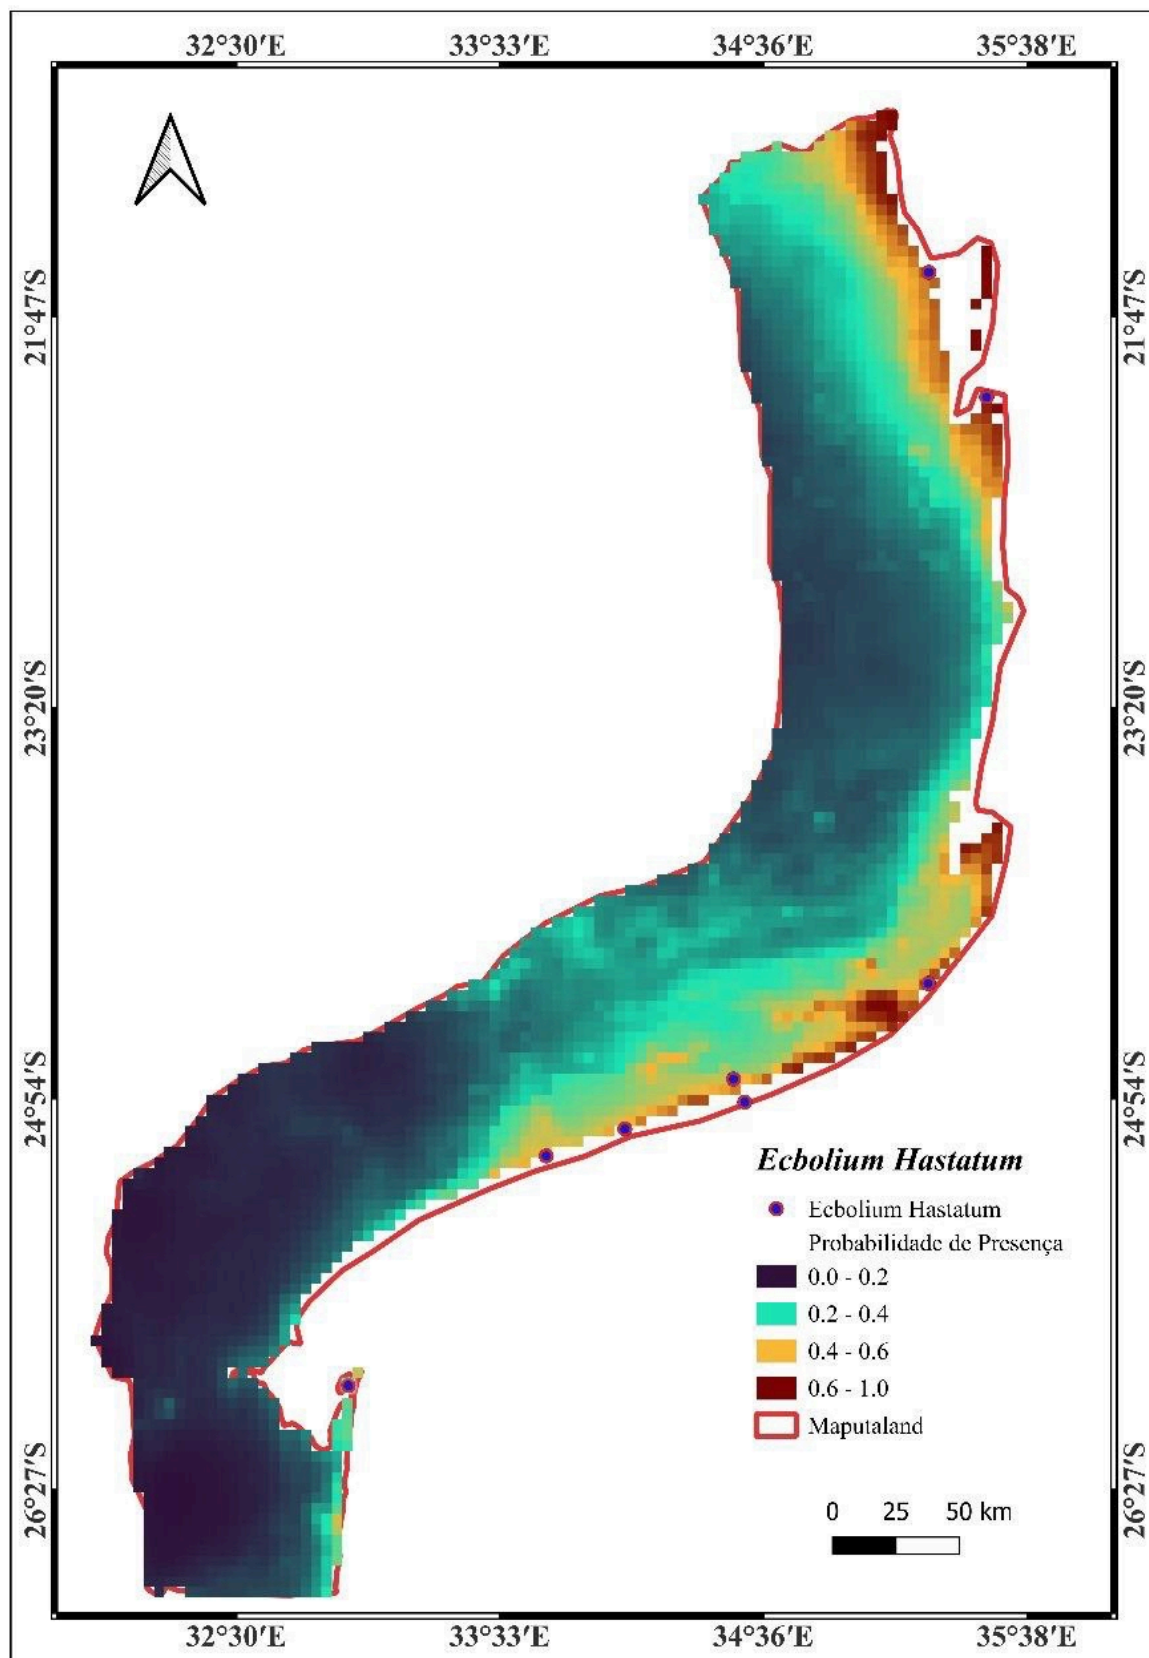 32°30′E 33°33′E 34°36′E 35°38′E
21°47′S 21°47′S
23°20′S 23°20′S
24°54′S 24°54′S
Ecbolium Hastatum
Ecbolium Hastatum
Probabilidade de Presença
0.0 - 0.2
0.2 - 0.4
0.4 - 0.6
0.6 - 1.0
Maputaland
26°27′S 26°27′S
0 25 50 km
32°30′E 33°33′E 34°36′E 35°38′E